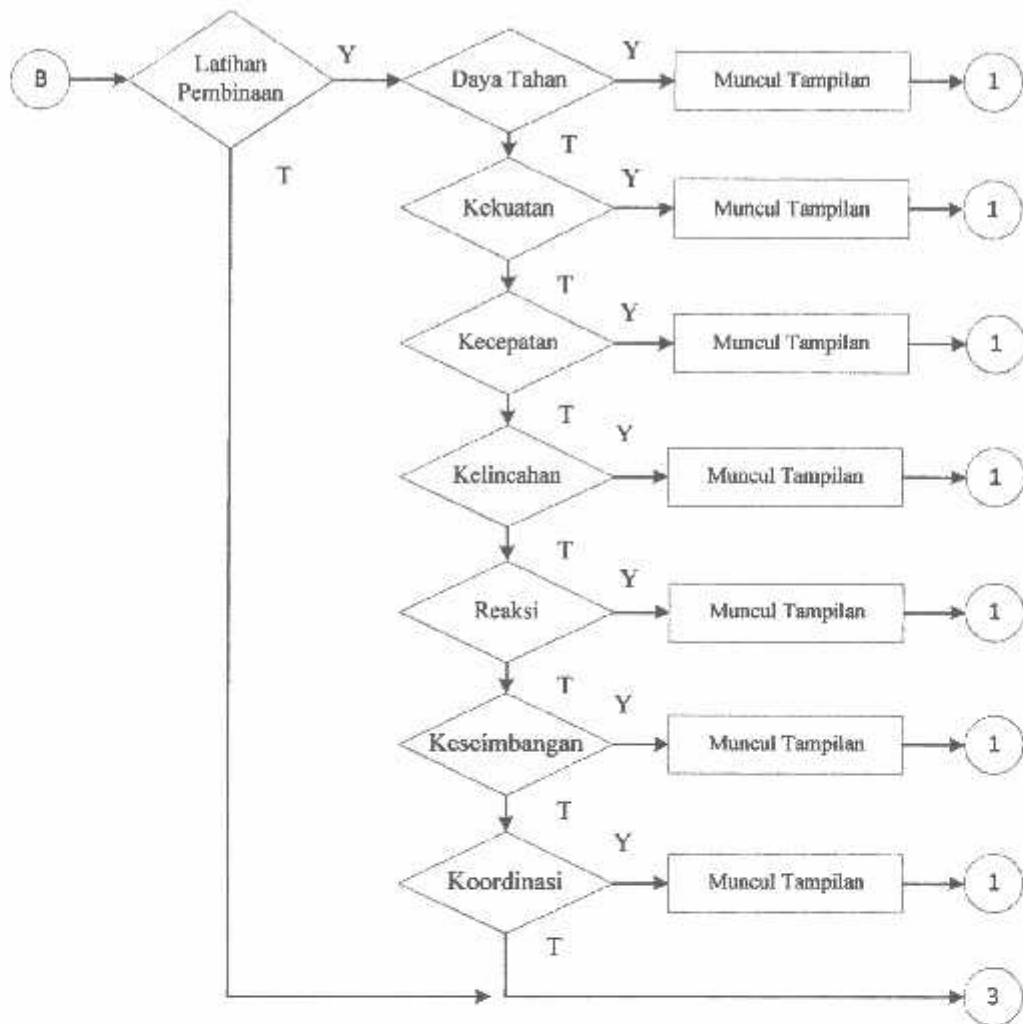 B
Latihan
Pembinaan
Y
Daya Tahan
Y
Muncul Tampilan
1
T
T
Kekuatan
Y
Muncul Tampilan
1
T
Kecepatan
Y
Muncul Tampilan
1
T
Kelincahan
Y
Muncul Tampilan
1
T
Reaksi
Y
Muncul Tampilan
1
T
Keseimbangan
Y
Muncul Tampilan
1
T
Koordinasi
Y
Muncul Tampilan
1
T
3